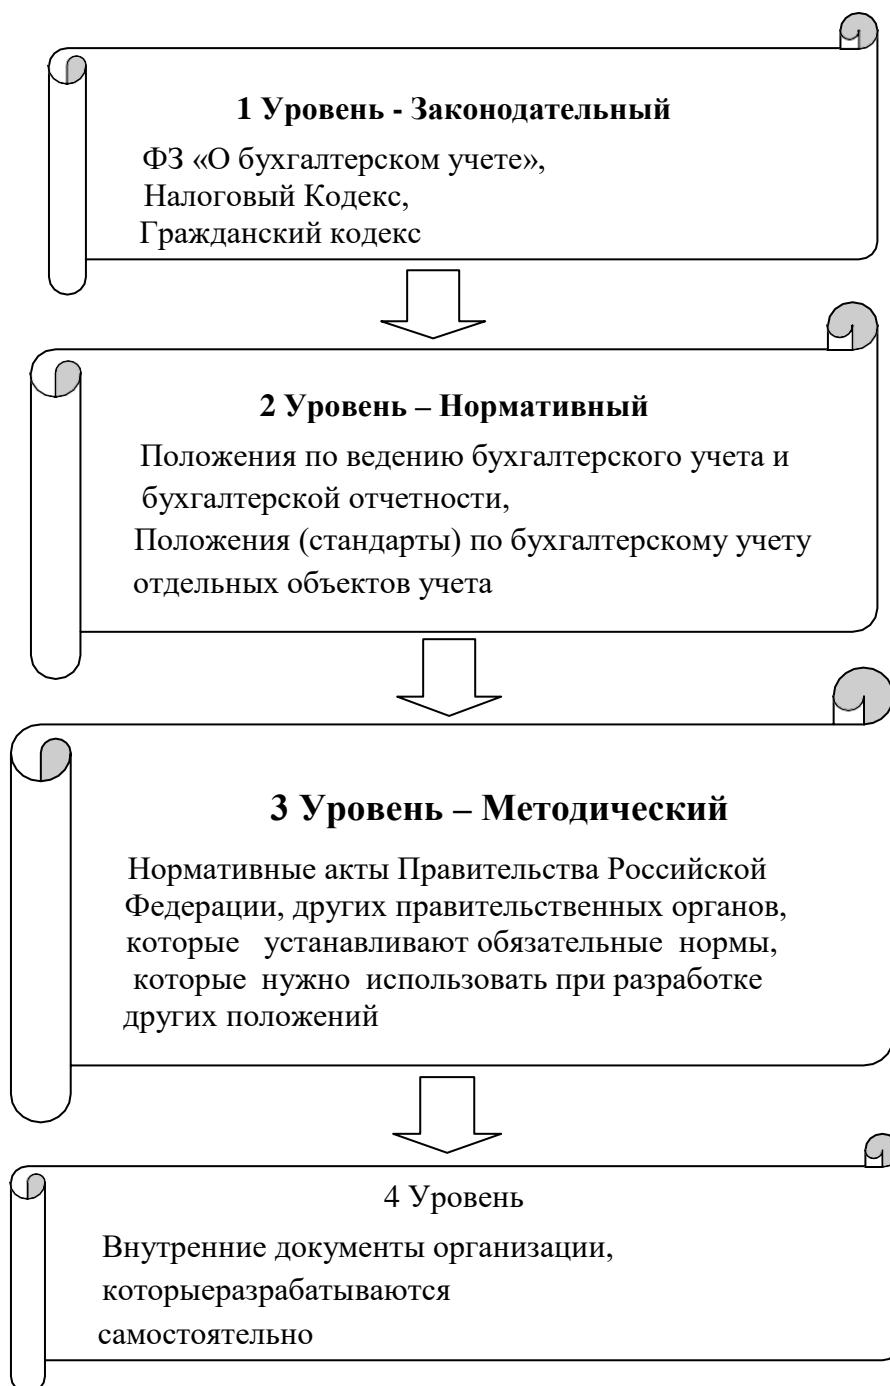 1 Уровень - Законодательный
ФЗ «О бухгалтерском учете»,
Налоговый Кодекс,
Гражданский кодекс
2 Уровень – Нормативный
Положения по ведению бухгалтерского учета и
бухгалтерской отчетности,
Положения (стандарты) по бухгалтерскому учету
отдельных объектов учета
3 Уровень – Методический
Нормативные акты Правительства Российской
Федерации, других правительственных органов,
которые устанавливают обязательные нормы,
которые нужно использовать при разработке
других положений
4 Уровень
Внутренние документы организации,
которыеразрабатываются
самостоятельно